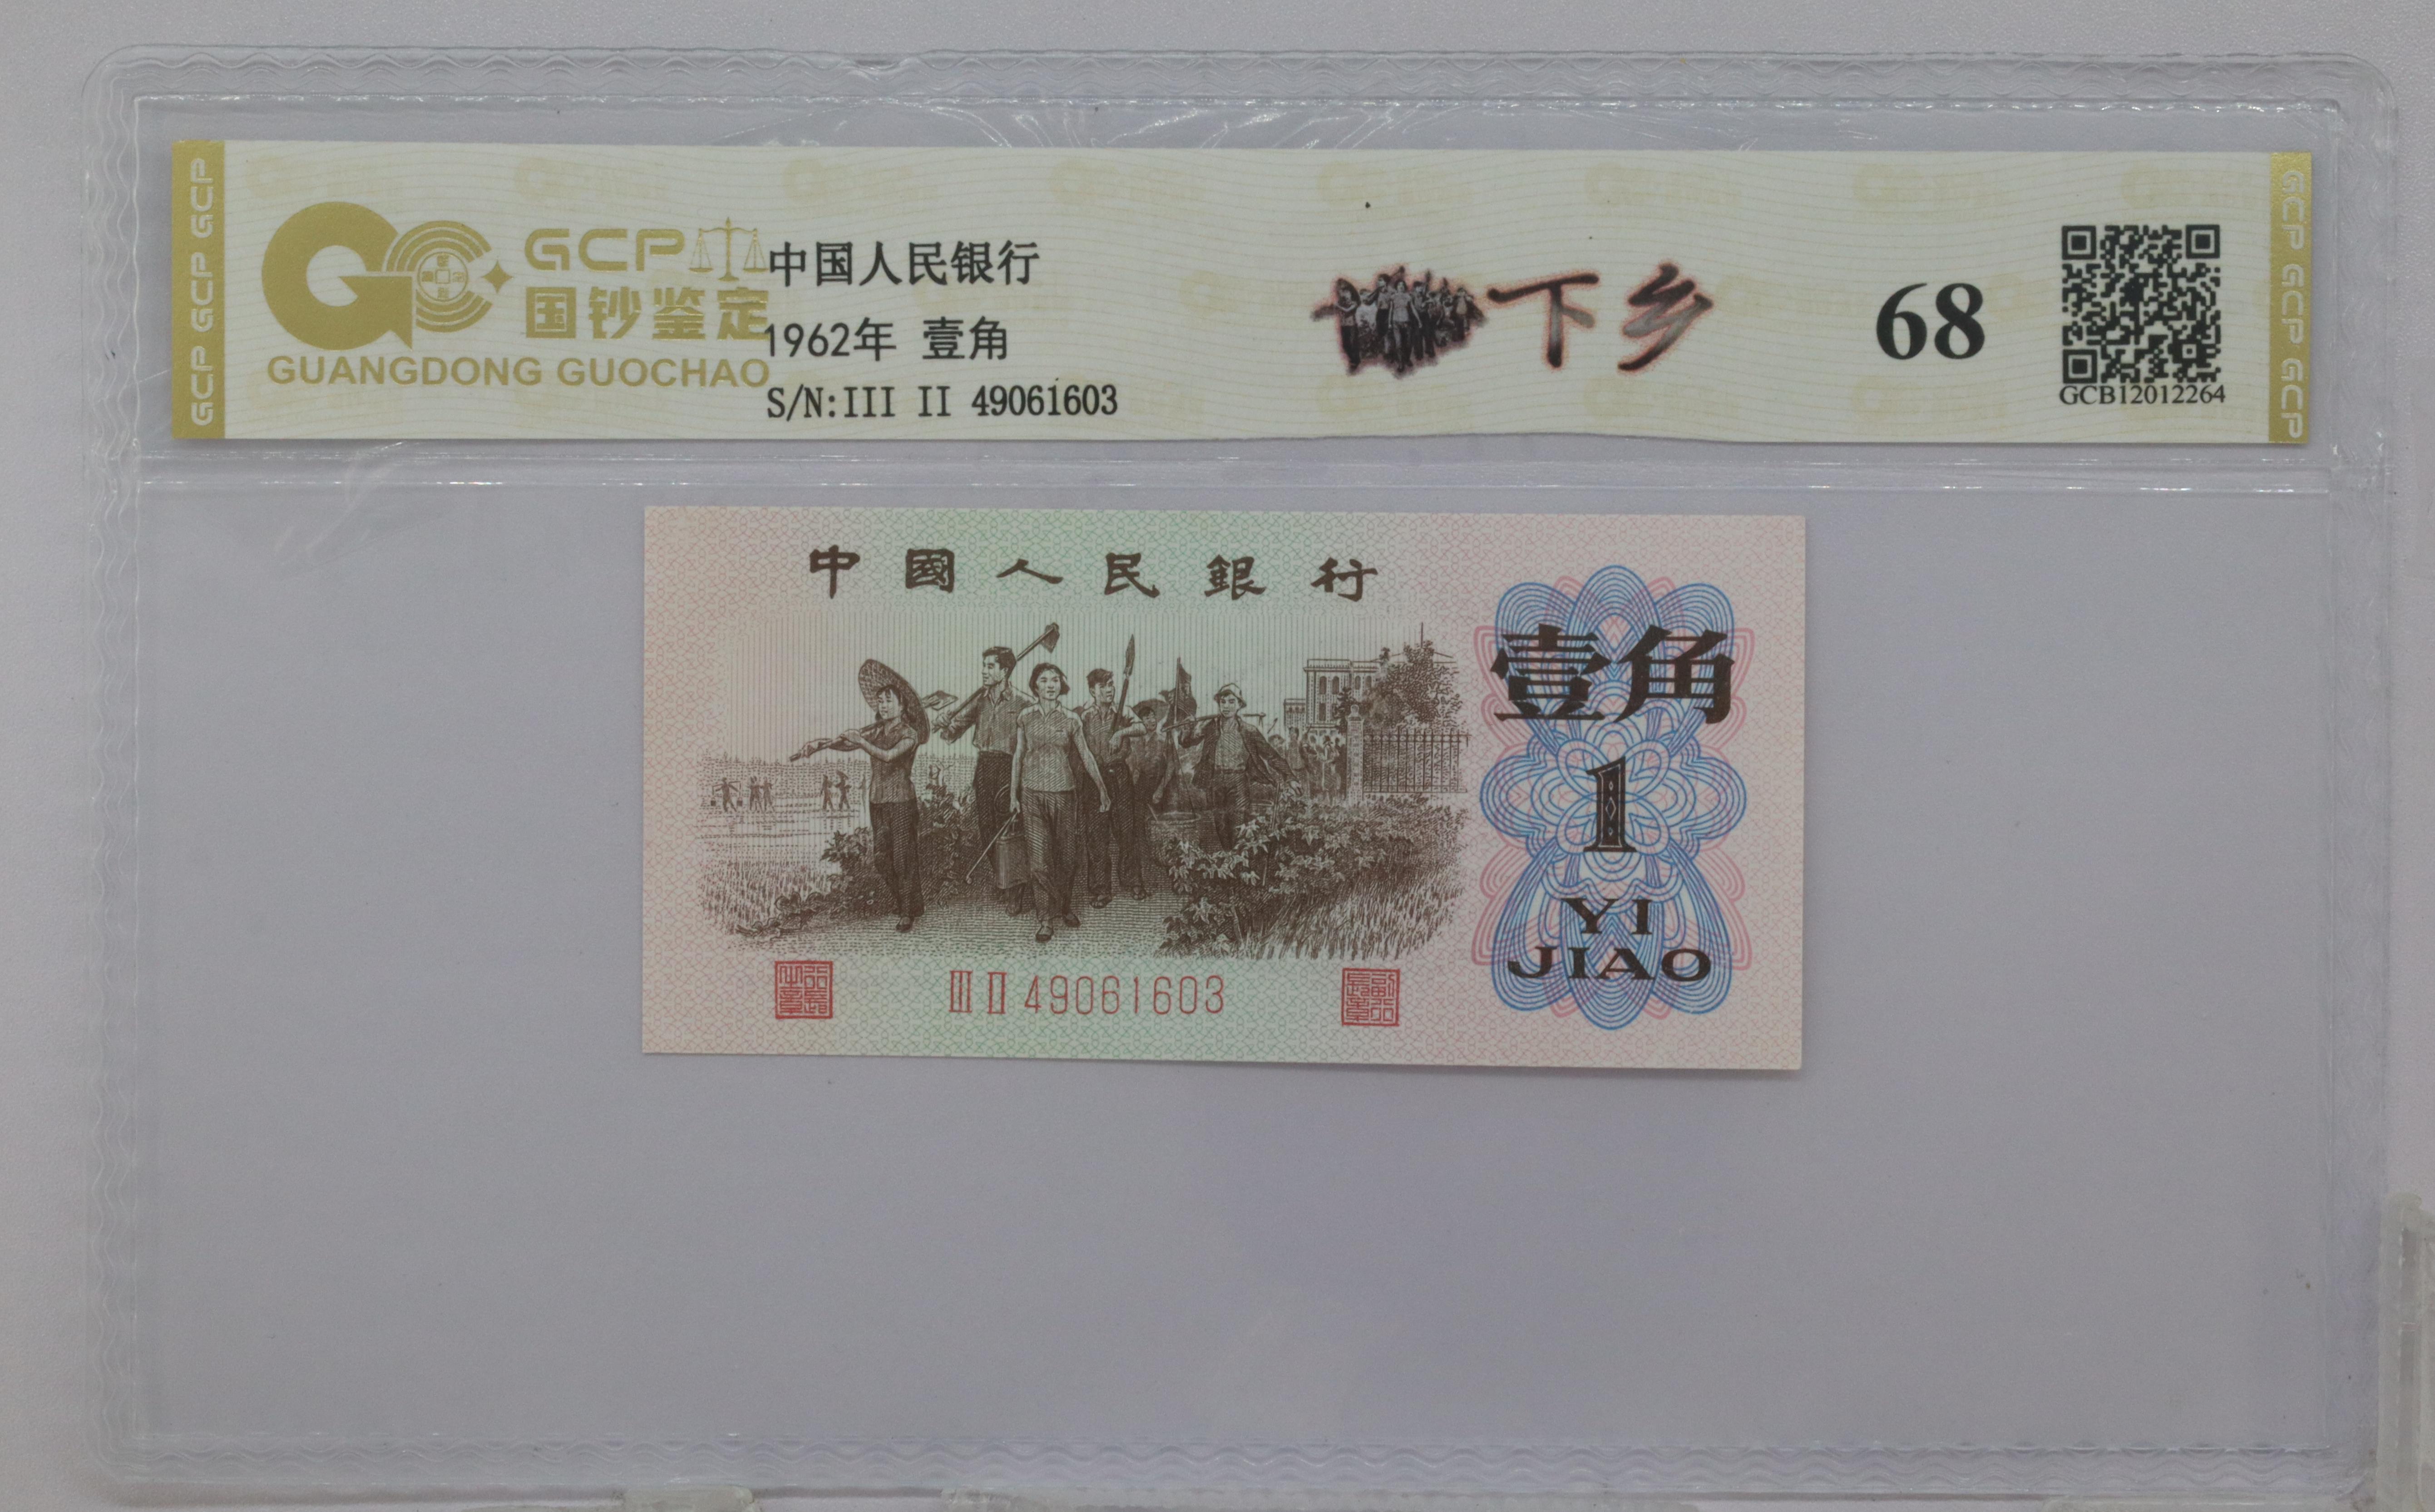 GCP GCP GCP
GCP
国钞鉴定
GUANGDONG GUOCHAO
中国人民银行
1962年 壹角
S/N:III II 49061603
下乡
68
GCB12012264
GCP GCP GCP
中國人民銀行
壹角
1
YI
JIAO
III II 49061603